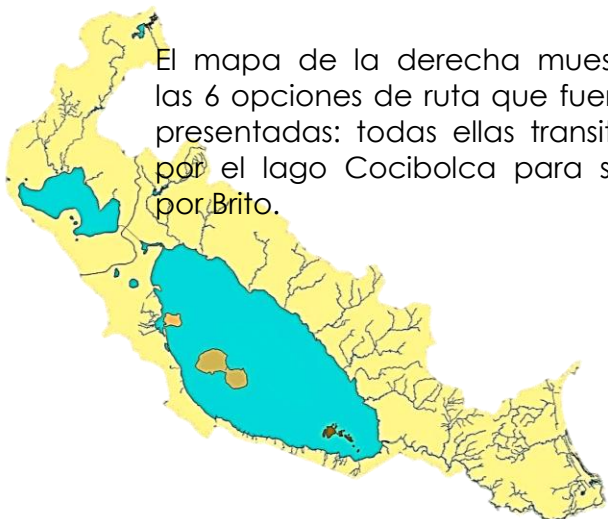 El mapa de la derecha mues
las 6 opciones de ruta que fuer
presentadas: todas ellas transit
por el lago Cocibolca para s
por Brito.